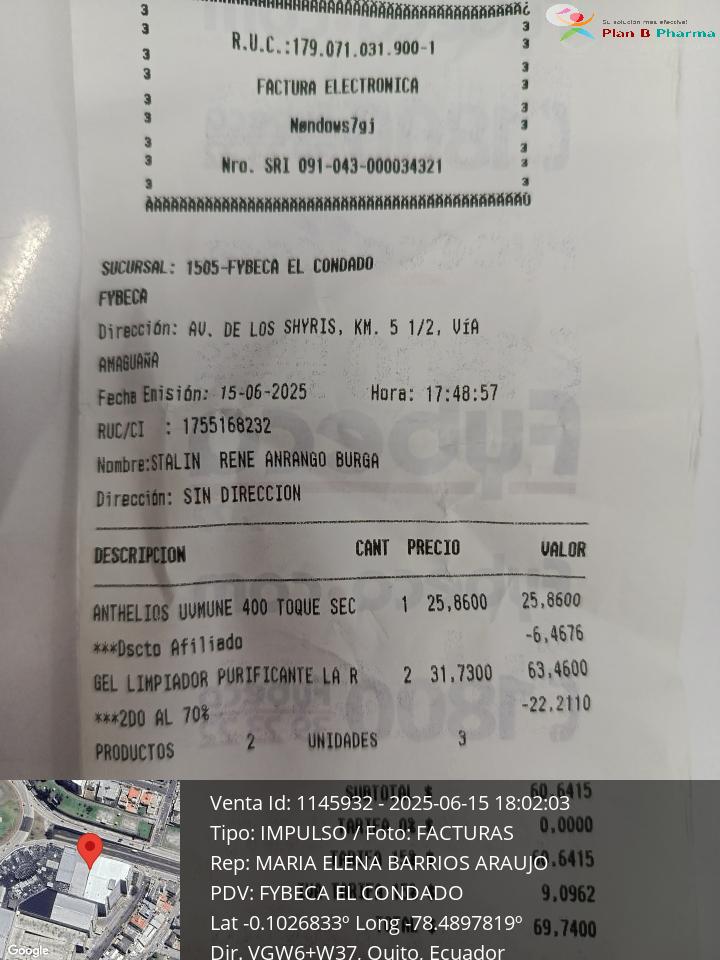 Su solución más efectiva!
Plan B Pharma
R.U.C.:179.071.031.900-1
FACTURA ELECTRONICA
Nøndows7gj
Nro. SRI 091-043-000034321
SUCURSAL: 1505-FYBECA EL CONDADO
FYBECA
Dirección: AV. DE LOS SHYRIS, KM. 5 1/2, VíA
AMAGUAÑA
Fecha Emisión: 15-06-2025 Hora: 17:48:57
RUC/CI : 1755168232
Nombre:STALIN RENE ANRANGO BURGA
Dirección: SIN DIRECCION
DESCRIPCION CANT PRECIO VALOR
ANTHELIOS UVMUNE 400 TOQUE SEC 1 25,8600 25,8600
***Dscto Afiliado -6,4676
GEL LIMPIADOR PURIFICANTE LA R 2 31,7300 63,4600
***2DO AL 70% -22,2110
PRODUCTOS 2 UNIDADES 3
SUBTOTAL $ 60.6415
0,0000
9,0962
69,7400
Venta Id: 1145932 - 2025-06-15 18:02:03
Tipo: IMPULSO / Foto: FACTURAS
Rep: MARIA ELENA BARRIOS ARAUJO
PDV: FYBECA EL CONDADO
Lat -0.1026833º Long -78.4897819º
Dir. VGW6+W37, Quito, Ecuador
Google